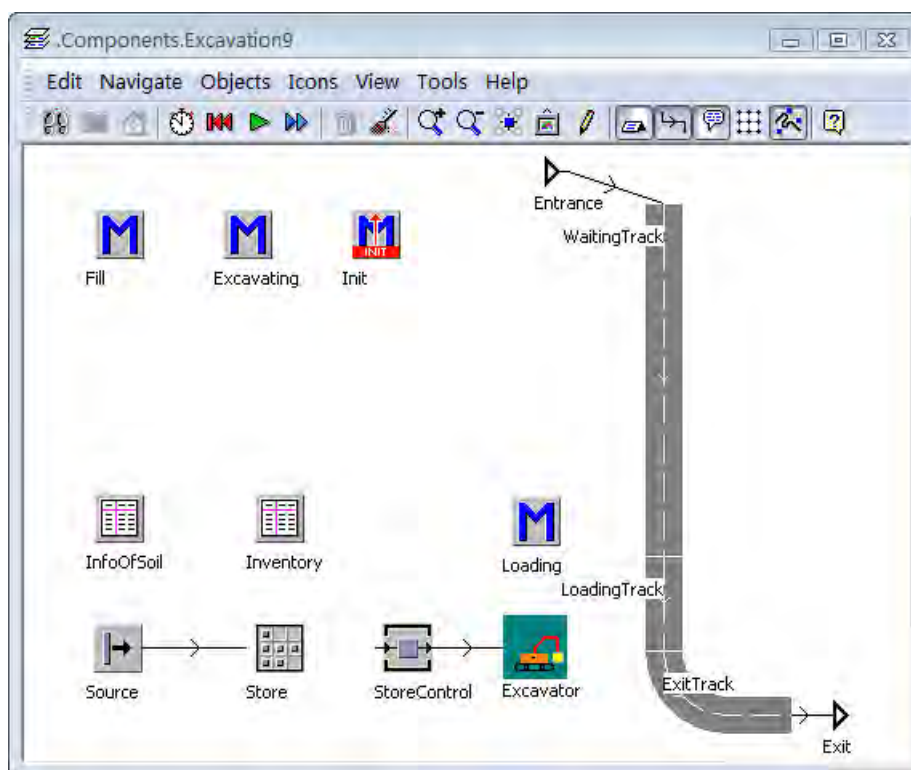 .Components.Excavation9
Edit Navigate Objects Icons View Tools Help
Entrance
WaitingTrack
Fill
Excavating
INIT
Init
InfoOfSoil
Inventory
Loading
LoadingTrack
Source
Store
StoreControl
Excavator
ExitTrack
Exit